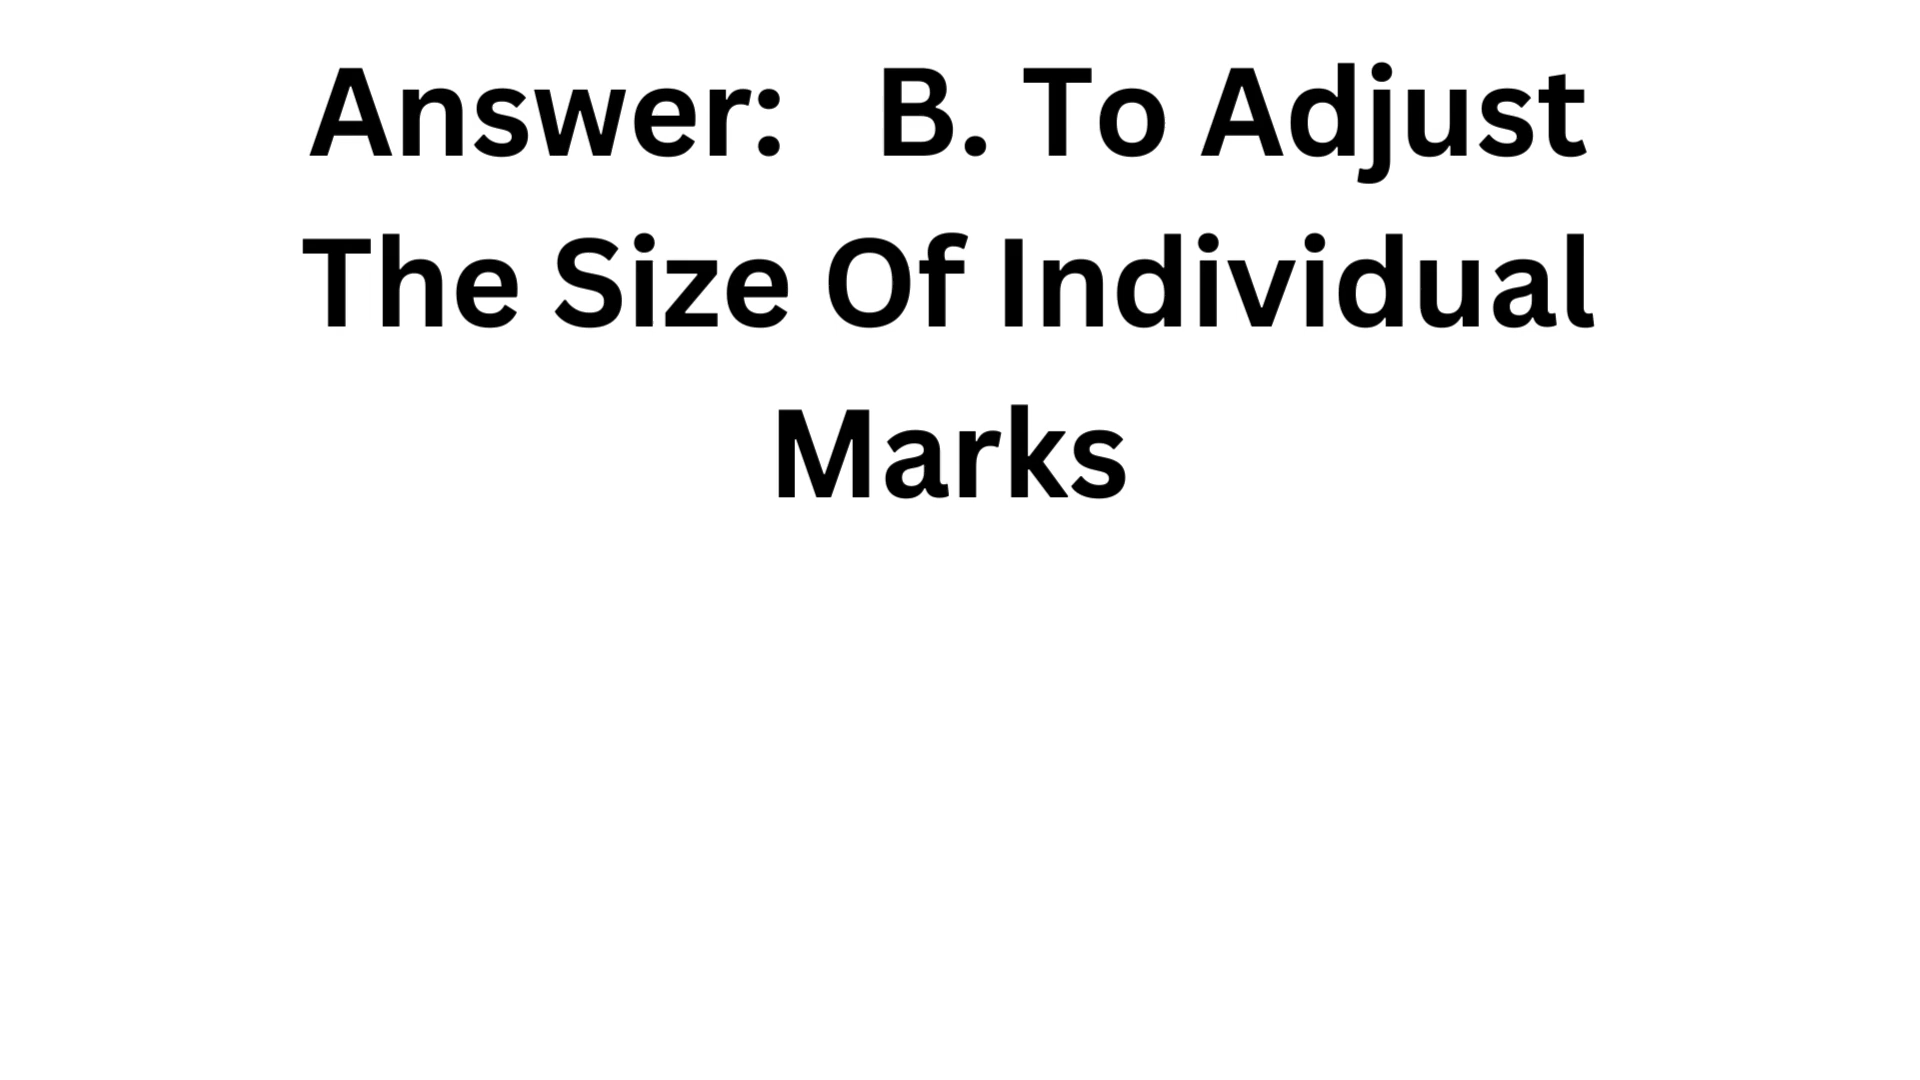 Answer:   B. To Adjust
The Size Of Individual
Marks